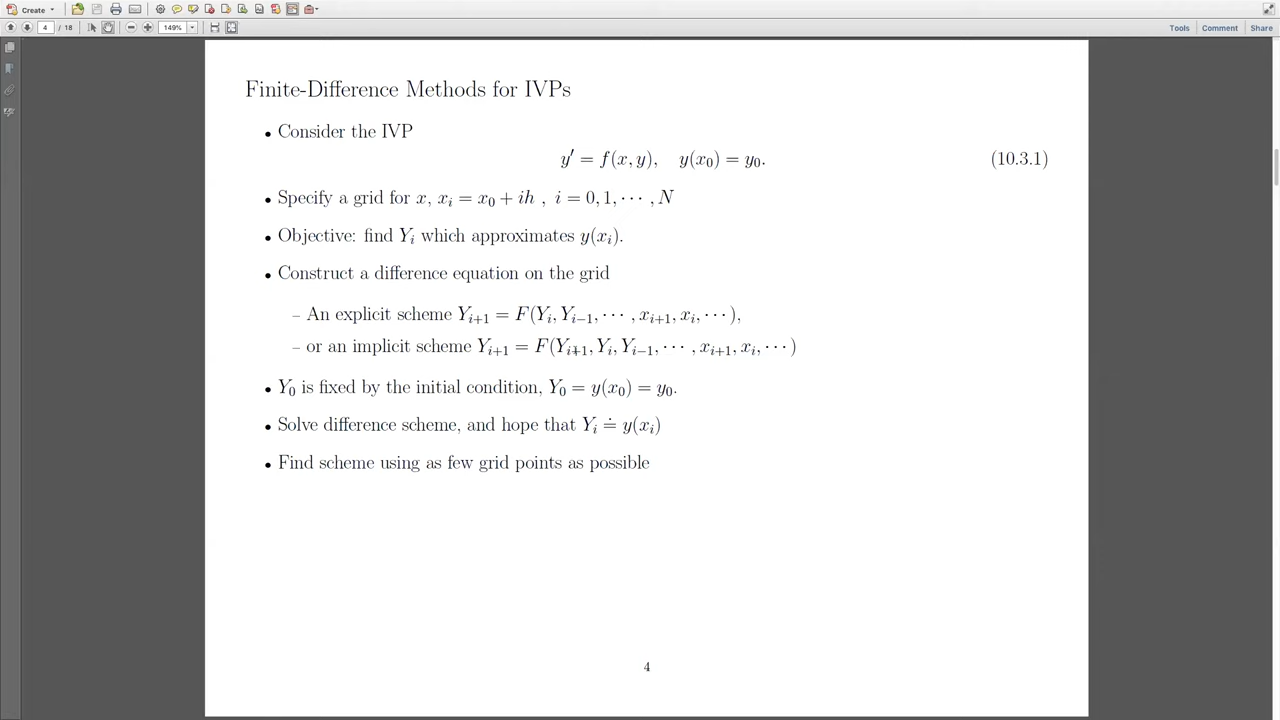 Create
4 / 18 149% Tools Comment Share
Finite-Difference Methods for IVPs
• Consider the IVP
y′ = f(x, y), y(x₀) = y₀. (10.3.1)
• Specify a grid for x, xᵢ = x₀ + ih , i = 0, 1, ⋯ , N
• Objective: find Yᵢ which approximates y(xᵢ).
• Construct a difference equation on the grid
– An explicit scheme Yᵢ₊₁ = F(Yᵢ, Yᵢ₋₁, ⋯ , xᵢ₊₁, xᵢ, ⋯ ),
– or an implicit scheme Yᵢ₊₁ = F(Yᵢ₊₁, Yᵢ, Yᵢ₋₁, ⋯ , xᵢ₊₁, xᵢ, ⋯ )
• Y₀ is fixed by the initial condition, Y₀ = y(x₀) = y₀.
• Solve difference scheme, and hope that Yᵢ ≐ y(xᵢ)
• Find scheme using as few grid points as possible
4